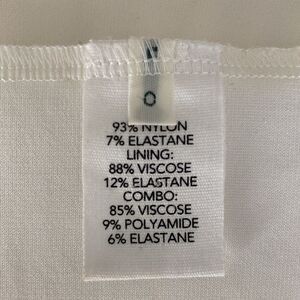 0
93% NYLON
7% ELASTANE
LINING:
88% VISCOSE
12% ELASTANE
COMBO:
85% VISCOSE
9% POLYAMIDE
6% ELASTANE